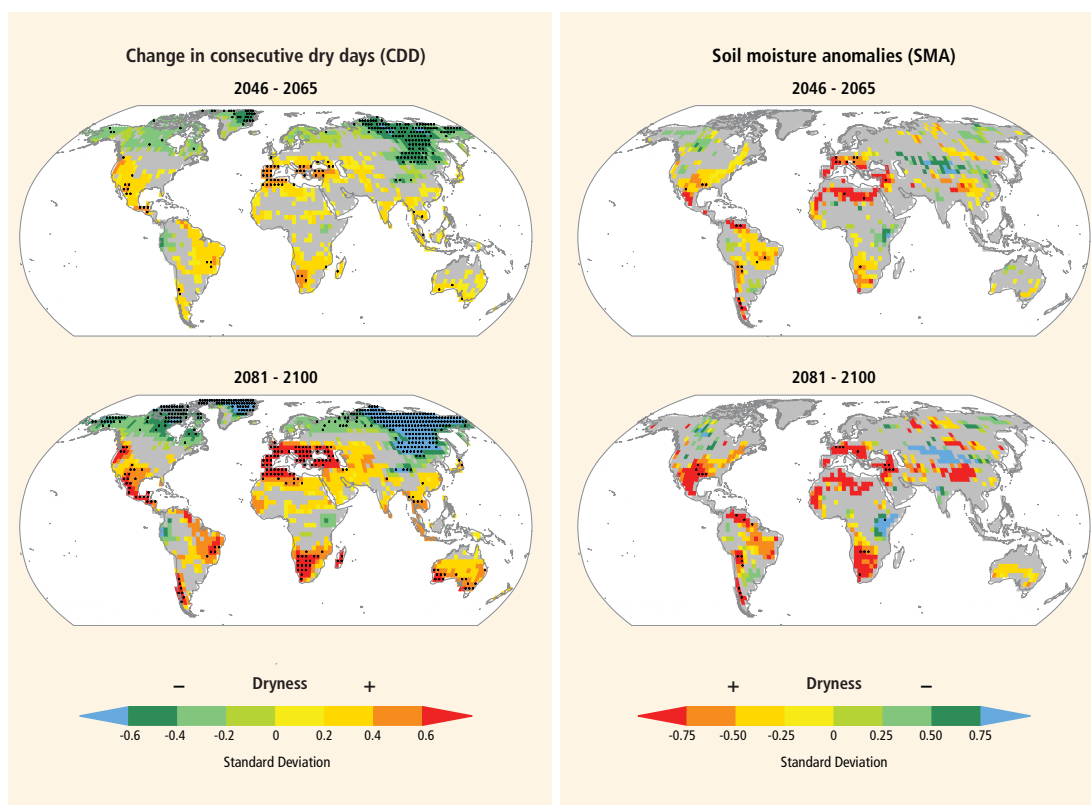 Change in consecutive dry days (CDD)
2046 - 2065
2081 - 2100
− Dryness +
-0.6 -0.4 -0.2 0 0.2 0.4 0.6
Standard Deviation
Soil moisture anomalies (SMA)
2046 - 2065
2081 - 2100
+ Dryness −
-0.75 -0.50 -0.25 0 0.25 0.50 0.75
Standard Deviation